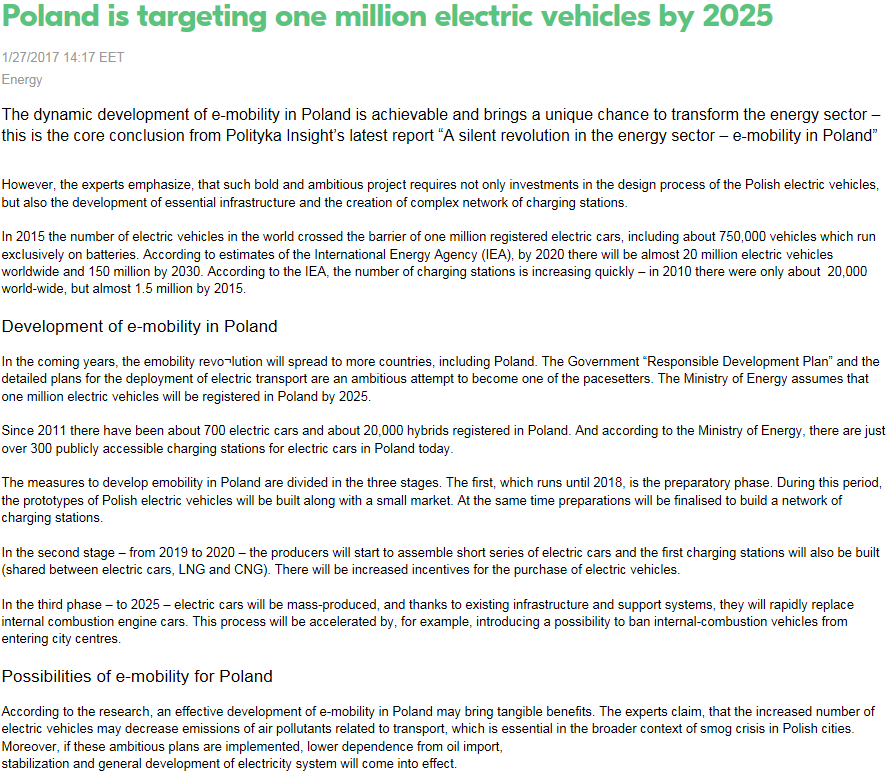 Poland is targeting one million electric vehicles by 2025
1/27/2017 14:17 EET
Energy
The dynamic development of e-mobility in Poland is achievable and brings a unique chance to transform the energy sector –
this is the core conclusion from Polityka Insight's latest report “A silent revolution in the energy sector – e-mobility in Poland”
However, the experts emphasize, that such bold and ambitious project requires not only investments in the design process of the Polish electric vehicles,
but also the development of essential infrastructure and the creation of complex network of charging stations.
In 2015 the number of electric vehicles in the world crossed the barrier of one million registered electric cars, including about 750,000 vehicles which run
exclusively on batteries. According to estimates of the International Energy Agency (IEA), by 2020 there will be almost 20 million electric vehicles
worldwide and 150 million by 2030. According to the IEA, the number of charging stations is increasing quickly – in 2010 there were only about 20,000
world-wide, but almost 1.5 million by 2015.
Development of e-mobility in Poland
In the coming years, the emobility revo¬lution will spread to more countries, including Poland. The Government “Responsible Development Plan” and the
detailed plans for the deployment of electric transport are an ambitious attempt to become one of the pacesetters. The Ministry of Energy assumes that
one million electric vehicles will be registered in Poland by 2025.
Since 2011 there have been about 700 electric cars and about 20,000 hybrids registered in Poland. And according to the Ministry of Energy, there are just
over 300 publicly accessible charging stations for electric cars in Poland today.
The measures to develop emobility in Poland are divided in the three stages. The first, which runs until 2018, is the preparatory phase. During this period,
the prototypes of Polish electric vehicles will be built along with a small market. At the same time preparations will be finalised to build a network of
charging stations.
In the second stage – from 2019 to 2020 – the producers will start to assemble short series of electric cars and the first charging stations will also be built
(shared between electric cars, LNG and CNG). There will be increased incentives for the purchase of electric vehicles.
In the third phase – to 2025 – electric cars will be mass-produced, and thanks to existing infrastructure and support systems, they will rapidly replace
internal combustion engine cars. This process will be accelerated by, for example, introducing a possibility to ban internal-combustion vehicles from
entering city centres.
Possibilities of e-mobility for Poland
According to the research, an effective development of e-mobility in Poland may bring tangible benefits. The experts claim, that the increased number of
electric vehicles may decrease emissions of air pollutants related to transport, which is essential in the broader context of smog crisis in Polish cities.
Moreover, if these ambitious plans are implemented, lower dependence from oil import,
stabilization and general development of electricity system will come into effect.